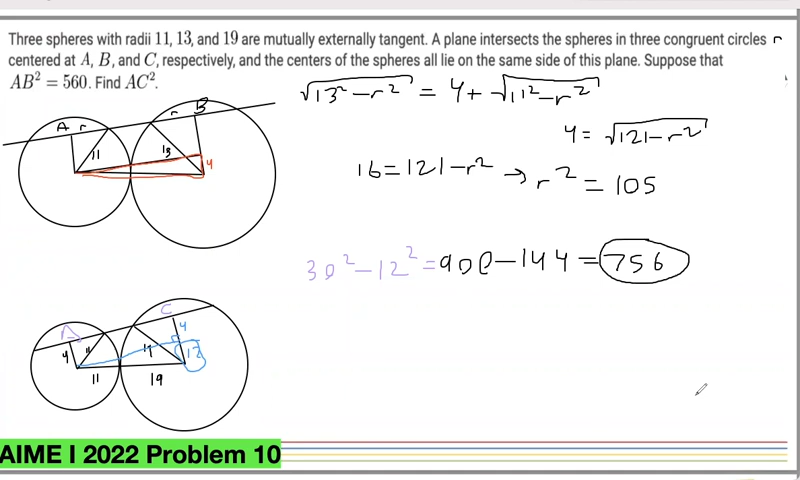 Three spheres with radii 11, 13, and 19 are mutually externally tangent. A plane intersects the spheres in three congruent circles r
centered at A, B, and C, respectively, and the centers of the spheres all lie on the same side of this plane. Suppose that
AB² = 560. Find AC².
√13² - r² = 4 + √11² - r²
4 = √121 - r²
16 = 121 - r² → r² = 105
30² - 12² = 900 - 144 = 756
A r
r B
11
13
4
A
C
4
4
11
19
12
11
19
AIME I 2022 Problem 10